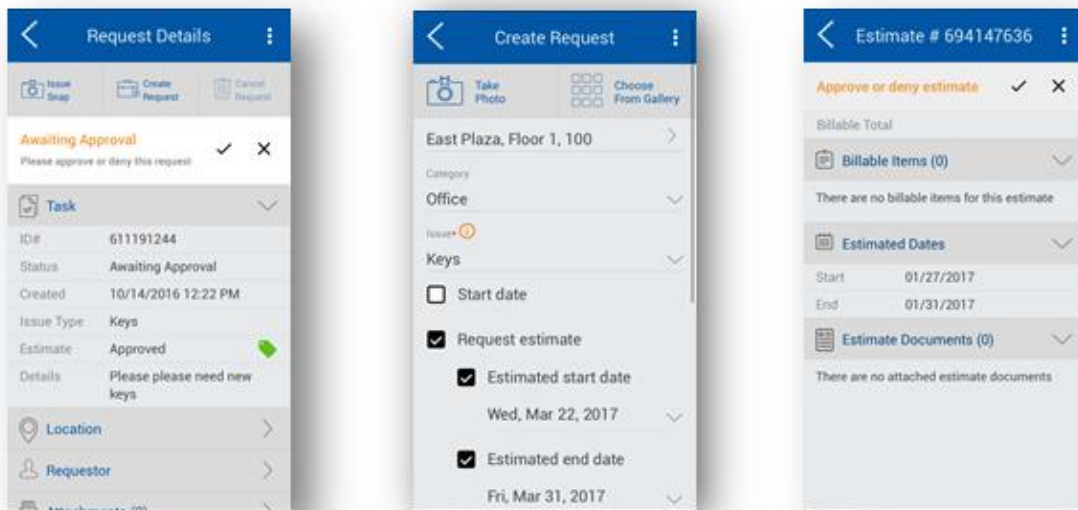 Request Details
Issue Snap
Create Request
Cancel Request
Awaiting Approval
Please approve or deny this request
Task
ID# 611191244
Status Awaiting Approval
Created 10/14/2016 12:22 PM
Issue Type Keys
Estimate Approved
Details Please please need new
keys
Location
Requestor
Attachments (0)
Create Request
Take
Photo
Choose
From Gallery
East Plaza, Floor 1, 100
Category
Office
Issue*
Keys
Start date
Request estimate
Estimated start date
Wed, Mar 22, 2017
Estimated end date
Fri, Mar 31, 2017
Estimate # 694147636
Approve or deny estimate
Billable Total
Billable Items (0)
There are no billable items for this estimate
Estimated Dates
Start 01/27/2017
End 01/31/2017
Estimate Documents (0)
There are no attached estimate documents